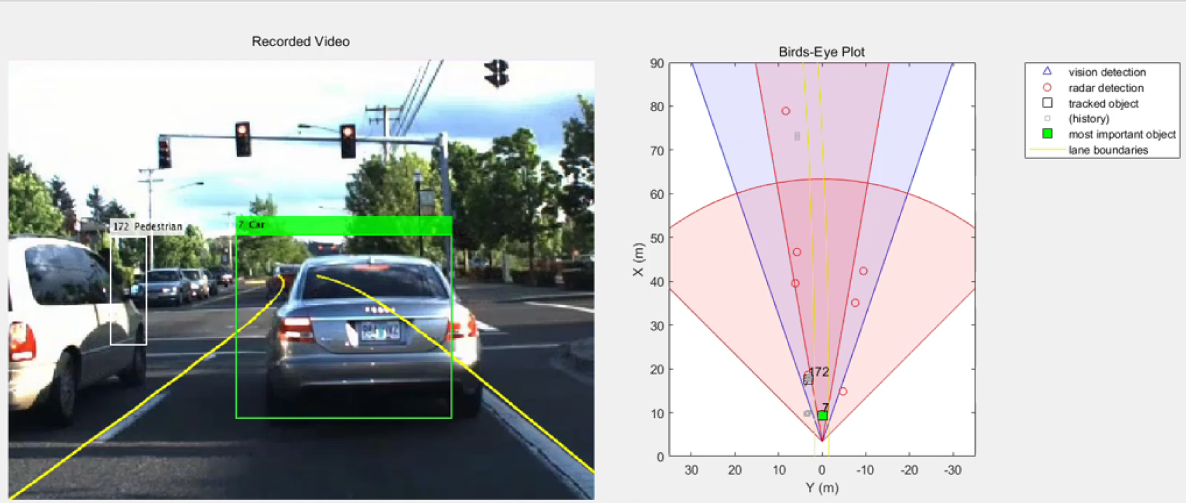 Recorded Video
172 Pedestrian
7 Car
Birds-Eye Plot
90
80
70
60
50
40
30
20
10
0
X (m)
172
7
30
20
10
0
-10
-20
-30
Y (m)
vision detection
radar detection
tracked object
(history)
most important object
lane boundaries